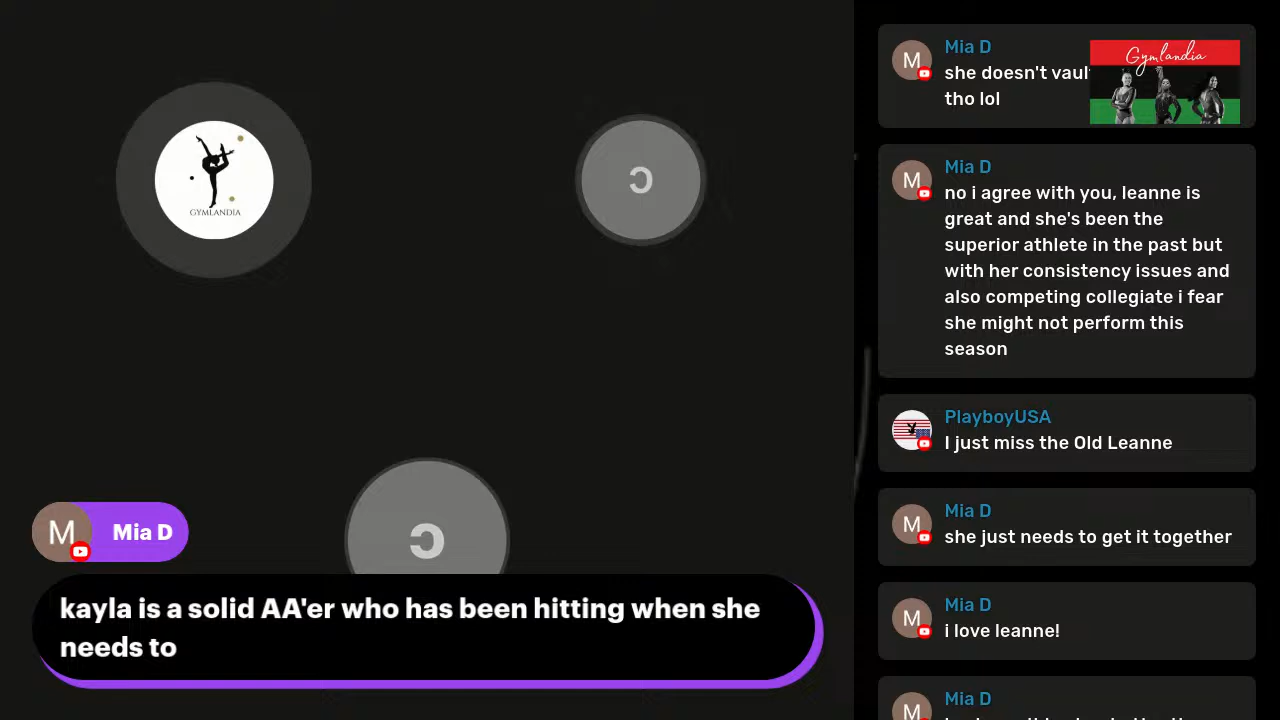 GYMLANDIA
C
C
M
Mia D
kayla is a solid AA'er who has been hitting when she
needs to
M
Mia D
she doesn't vault
tho lol
Gymlandia
M
Mia D
no i agree with you, leanne is
great and she's been the
superior athlete in the past but
with her consistency issues and
also competing collegiate i fear
she might not perform this
season
PlayboyUSA
I just miss the Old Leanne
M
Mia D
she just needs to get it together
M
Mia D
i love leanne!
M
Mia D